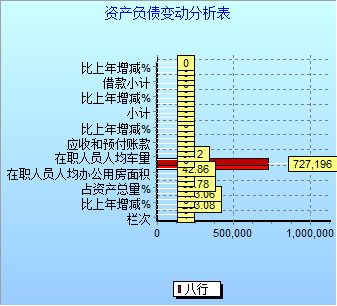 资产负债变动分析表
0
比上年增减%
借款小计
比上年增减%
小计
比上年增减%
应收和预付账款
在职人员人均车量
727,196
在职人员人均办公用房面积
42.86
占资产总量%
比上年增减%
栏次
0
500,000
1,000,000
八行